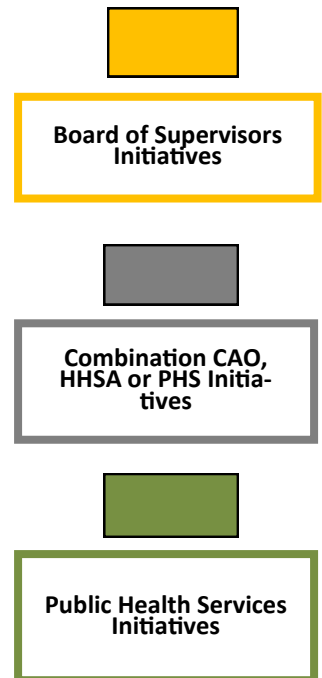 Board of Supervisors
Initiatives
Combination CAO,
HHSA or PHS Initia-
tives
Public Health Services
Initiatives